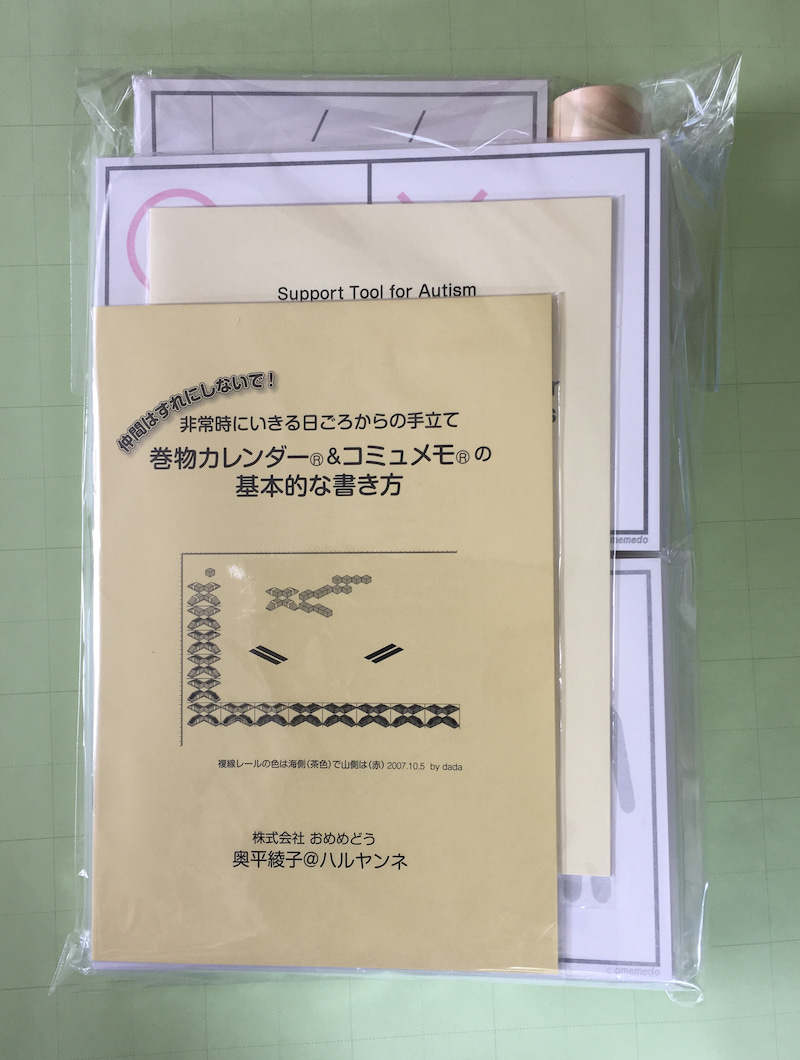 Support Tool for Autism
仲間はずれにしないで！
非常時にいきる日ごろからの手立て
巻物カレンダー®&コミュメモ®の
基本的な書き方
複線レールの色は海側（茶色）で山側は（赤）2007.10.5 by dada
株式会社 おめめどう
奥平綾子@ハルヤンネ
omemedo
© omemedo